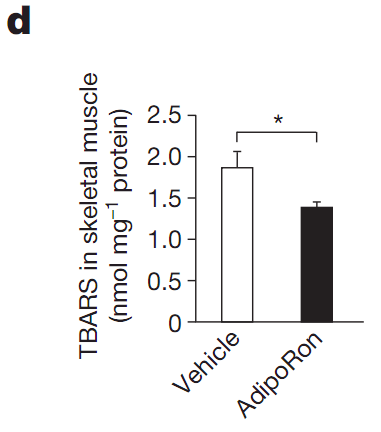 d
TBARS in skeletal muscle
(nmol mg⁻¹ protein)
2.5
2.0
1.5
1.0
0.5
0
*
Vehicle
AdipoRon